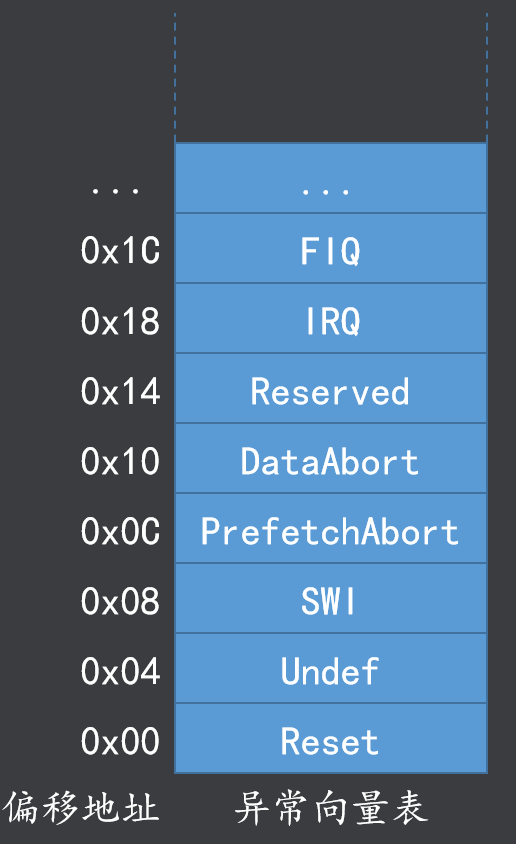 ... ...
0x1C FIQ
0x18 IRQ
0x14 Reserved
0x10 DataAbort
0x0C PrefetchAbort
0x08 SWI
0x04 Undef
0x00 Reset
偏移地址 异常向量表